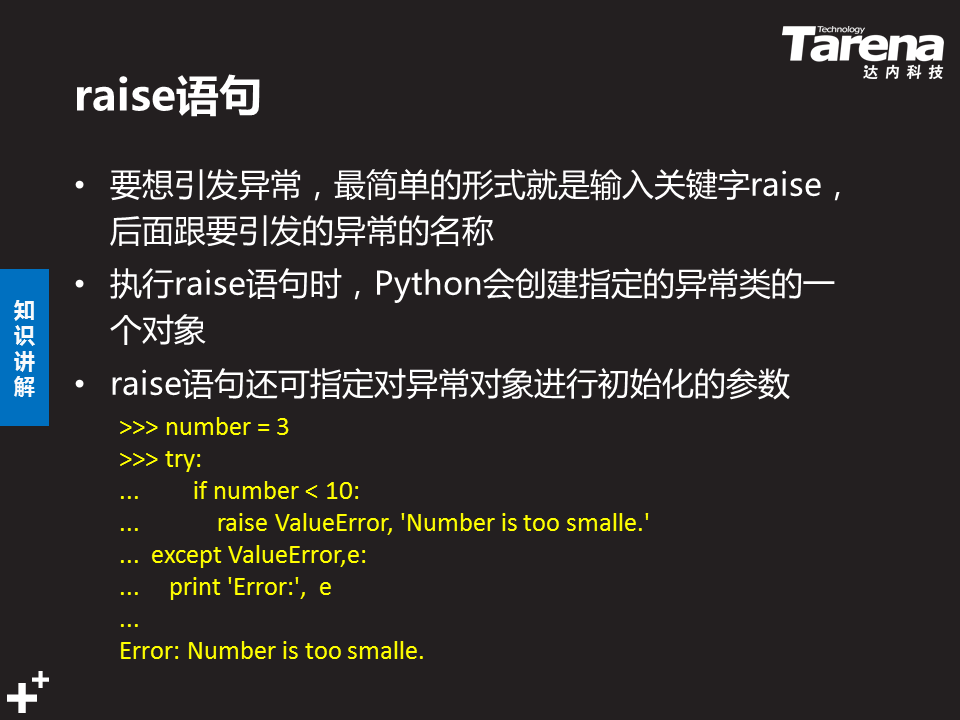 Technology
Tarena
达内科技
raise语句
• 要想引发异常，最简单的形式就是输入关键字raise，
后面跟要引发的异常的名称
• 执行raise语句时，Python会创建指定的异常类的一
个对象
• raise语句还可指定对异常对象进行初始化的参数
知识讲解
>>> number = 3
>>> try:
... if number < 10:
... raise ValueError, 'Number is too smalle.'
... except ValueError,e:
... print 'Error:', e
...
Error: Number is too smalle.